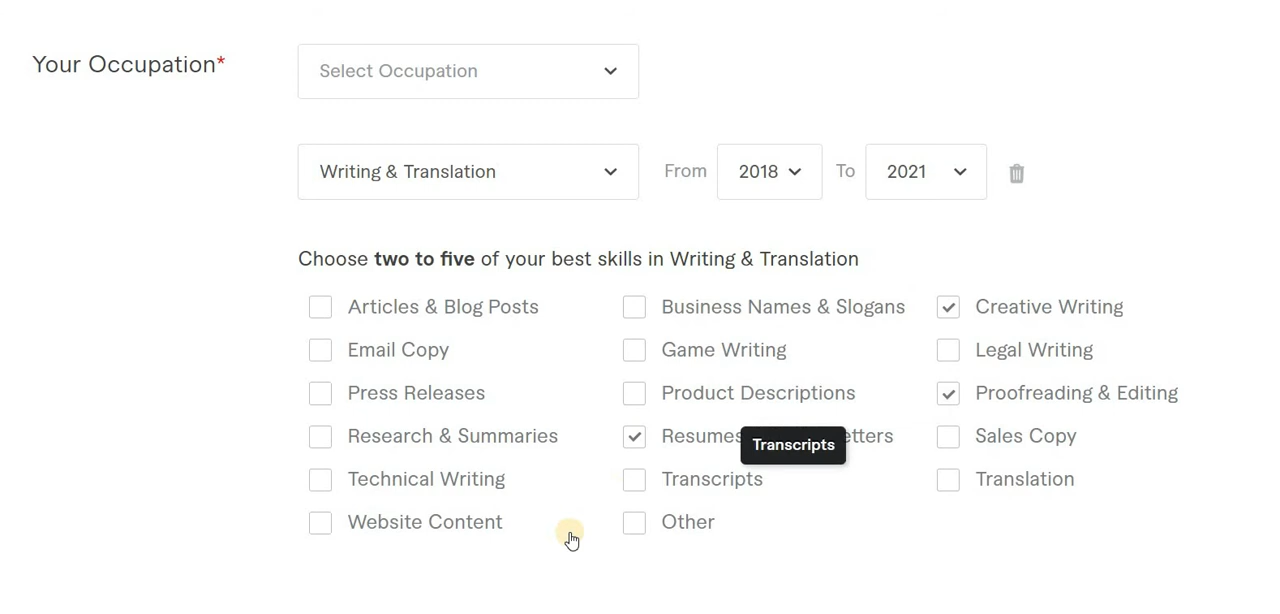 Your Occupation*
Select Occupation
Writing & Translation From 2018 To 2021
Choose two to five of your best skills in Writing & Translation
Articles & Blog Posts Business Names & Slogans Creative Writing
Email Copy Game Writing Legal Writing
Press Releases Product Descriptions Proofreading & Editing
Research & Summaries Resumes Sales Copy
Transcripts
Technical Writing Transcripts Translation
Website Content Other